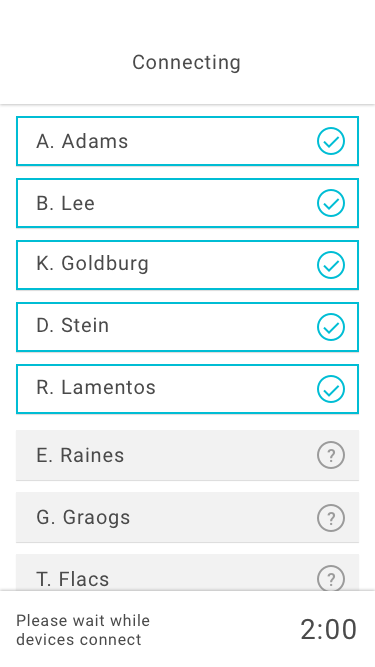 Connecting
A. Adams
B. Lee
K. Goldburg
D. Stein
R. Lamentos
E. Raines ?
G. Graogs ?
T. Flacs ?
Please wait while
devices connect
2:00